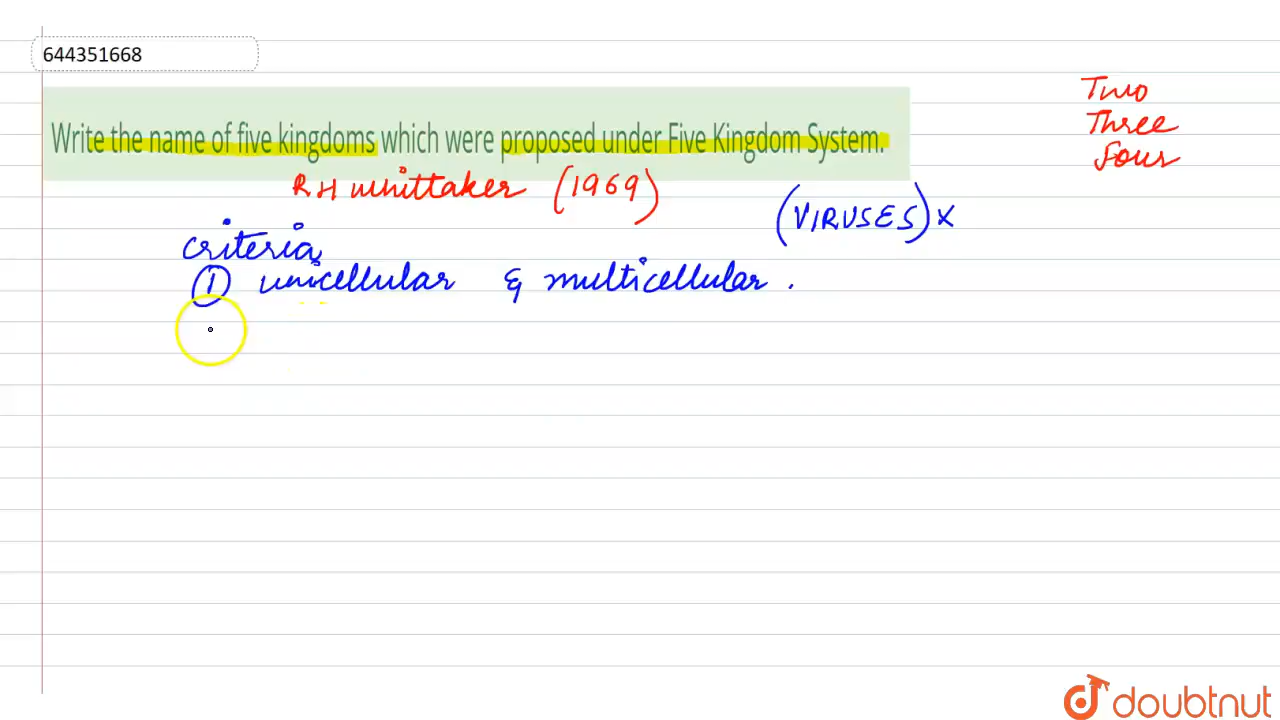 644351668
Write the name of five kingdoms which were proposed under Five Kingdom System.
Two
Three
Four
RH Whittaker (1969)
(VIRUSES) X
Criteria
① unicellular & multicellular.
doubtnut